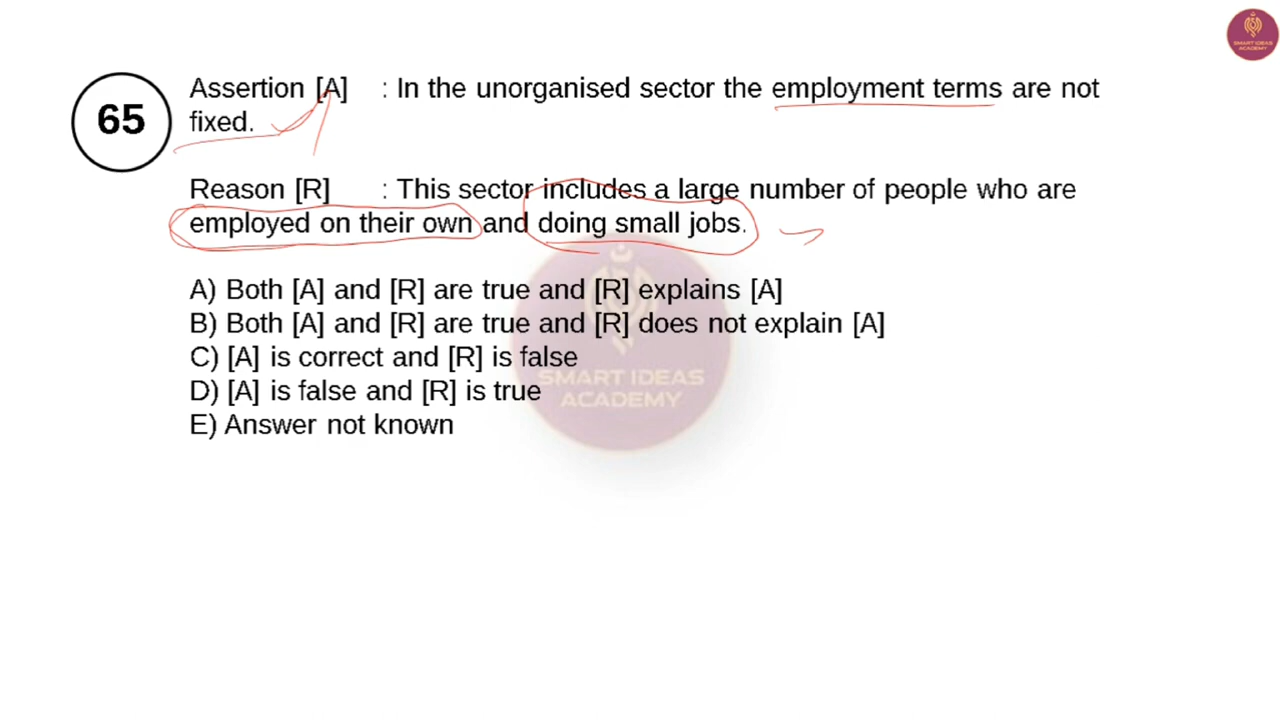 SMART IDEAS
ACADEMY
65
Assertion [A] : In the unorganised sector the employment terms are not
fixed.
Reason [R] : This sector includes a large number of people who are
employed on their own and doing small jobs.
A) Both [A] and [R] are true and [R] explains [A]
B) Both [A] and [R] are true and [R] does not explain [A]
C) [A] is correct and [R] is false
D) [A] is false and [R] is true
E) Answer not known
SMART IDEAS
ACADEMY